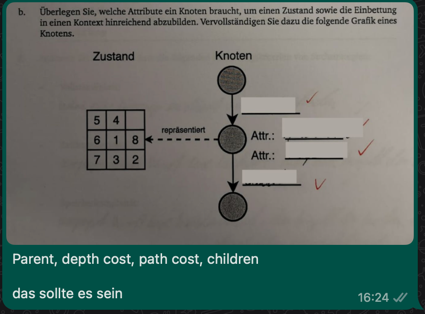 b. Überlegen Sie, welche Attribute ein Knoten braucht, um einen Zustand sowie die Einbettung
in einen Kontext hinreichend abzubilden. Vervollständigen Sie dazu die folgende Grafik eines
Knotens.
Zustand Knoten
5 4
repräsentiert
Attr.:
6 1 8
Attr.:
7 3 2
Parent, depth cost, path cost, children
das sollte es sein
16:24